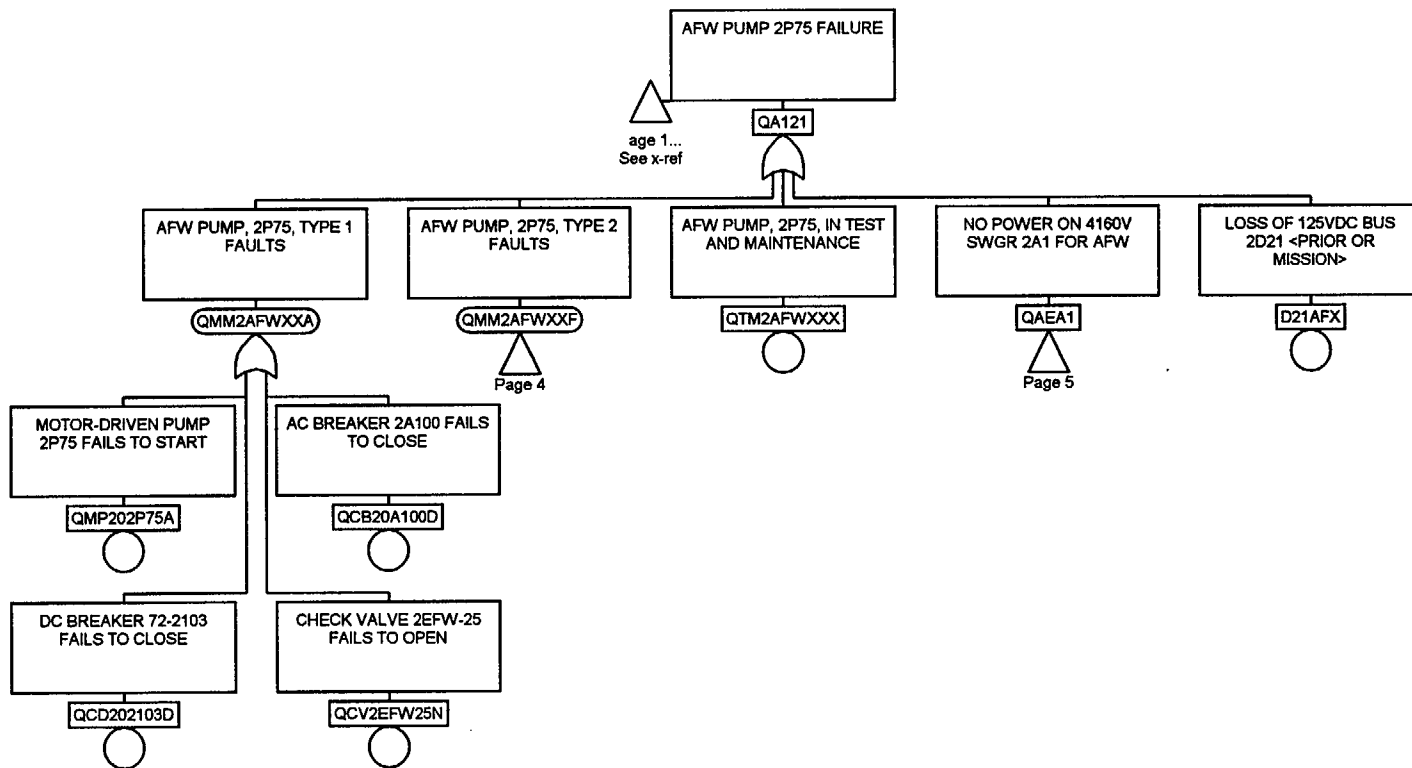 AFW PUMP 2P75 FAILURE
age 1...
See x-ref
QA121
AFW PUMP, 2P75, TYPE 1
FAULTS
QMM2AFWXXA
AFW PUMP, 2P75, TYPE 2
FAULTS
QMM2AFWXXF
Page 4
AFW PUMP, 2P75, IN TEST
AND MAINTENANCE
QTM2AFWXXX
NO POWER ON 4160V
SWGR 2A1 FOR AFW
QAEA1
Page 5
LOSS OF 125VDC BUS
2D21 <PRIOR OR
MISSION>
D21AFX
MOTOR-DRIVEN PUMP
2P75 FAILS TO START
QMP202P75A
AC BREAKER 2A100 FAILS
TO CLOSE
QCB20A100D
DC BREAKER 72-2103
FAILS TO CLOSE
QCD202103D
CHECK VALVE 2EFW-25
FAILS TO OPEN
QCV2EFW25N